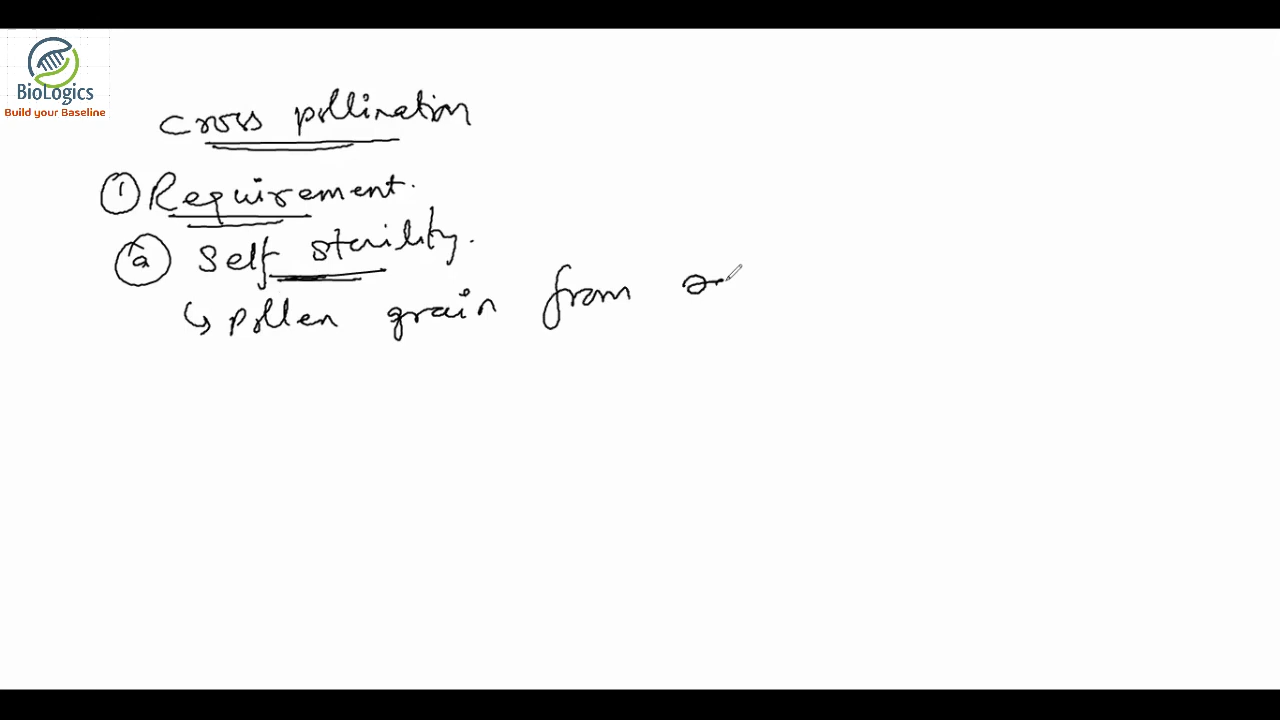 BioLogics
Build your Baseline
Cross pollination
1 Requirement.
a Self sterility.
↳ pollen grain from